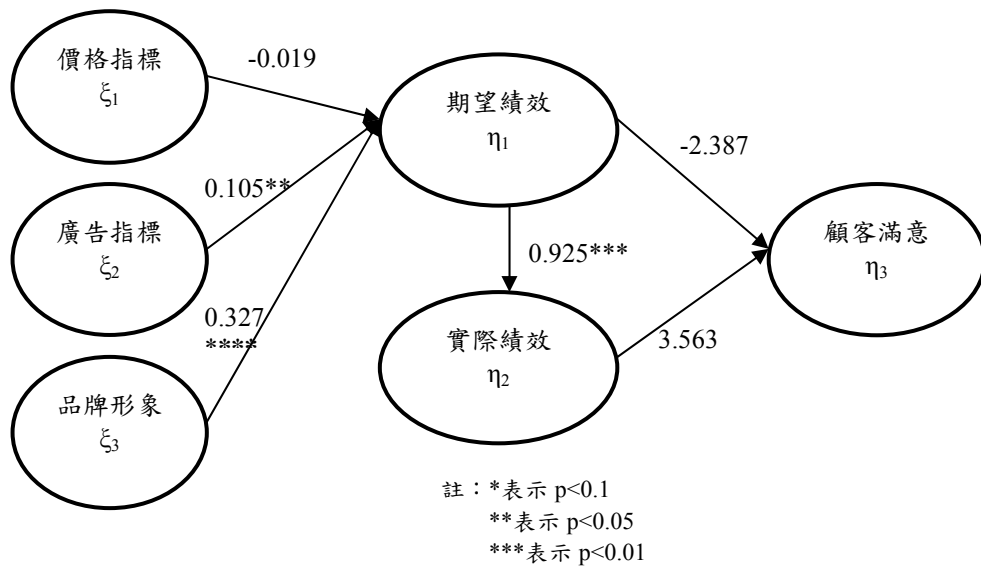 價格指標
ξ1
-0.019
期望績效
η1
-2.387
0.105**
廣告指標
ξ2
顧客滿意
η3
0.925***
0.327
****
實際績效
η2
3.563
品牌形象
ξ3
註：*表示 p<0.1
**表示 p<0.05
***表示 p<0.01